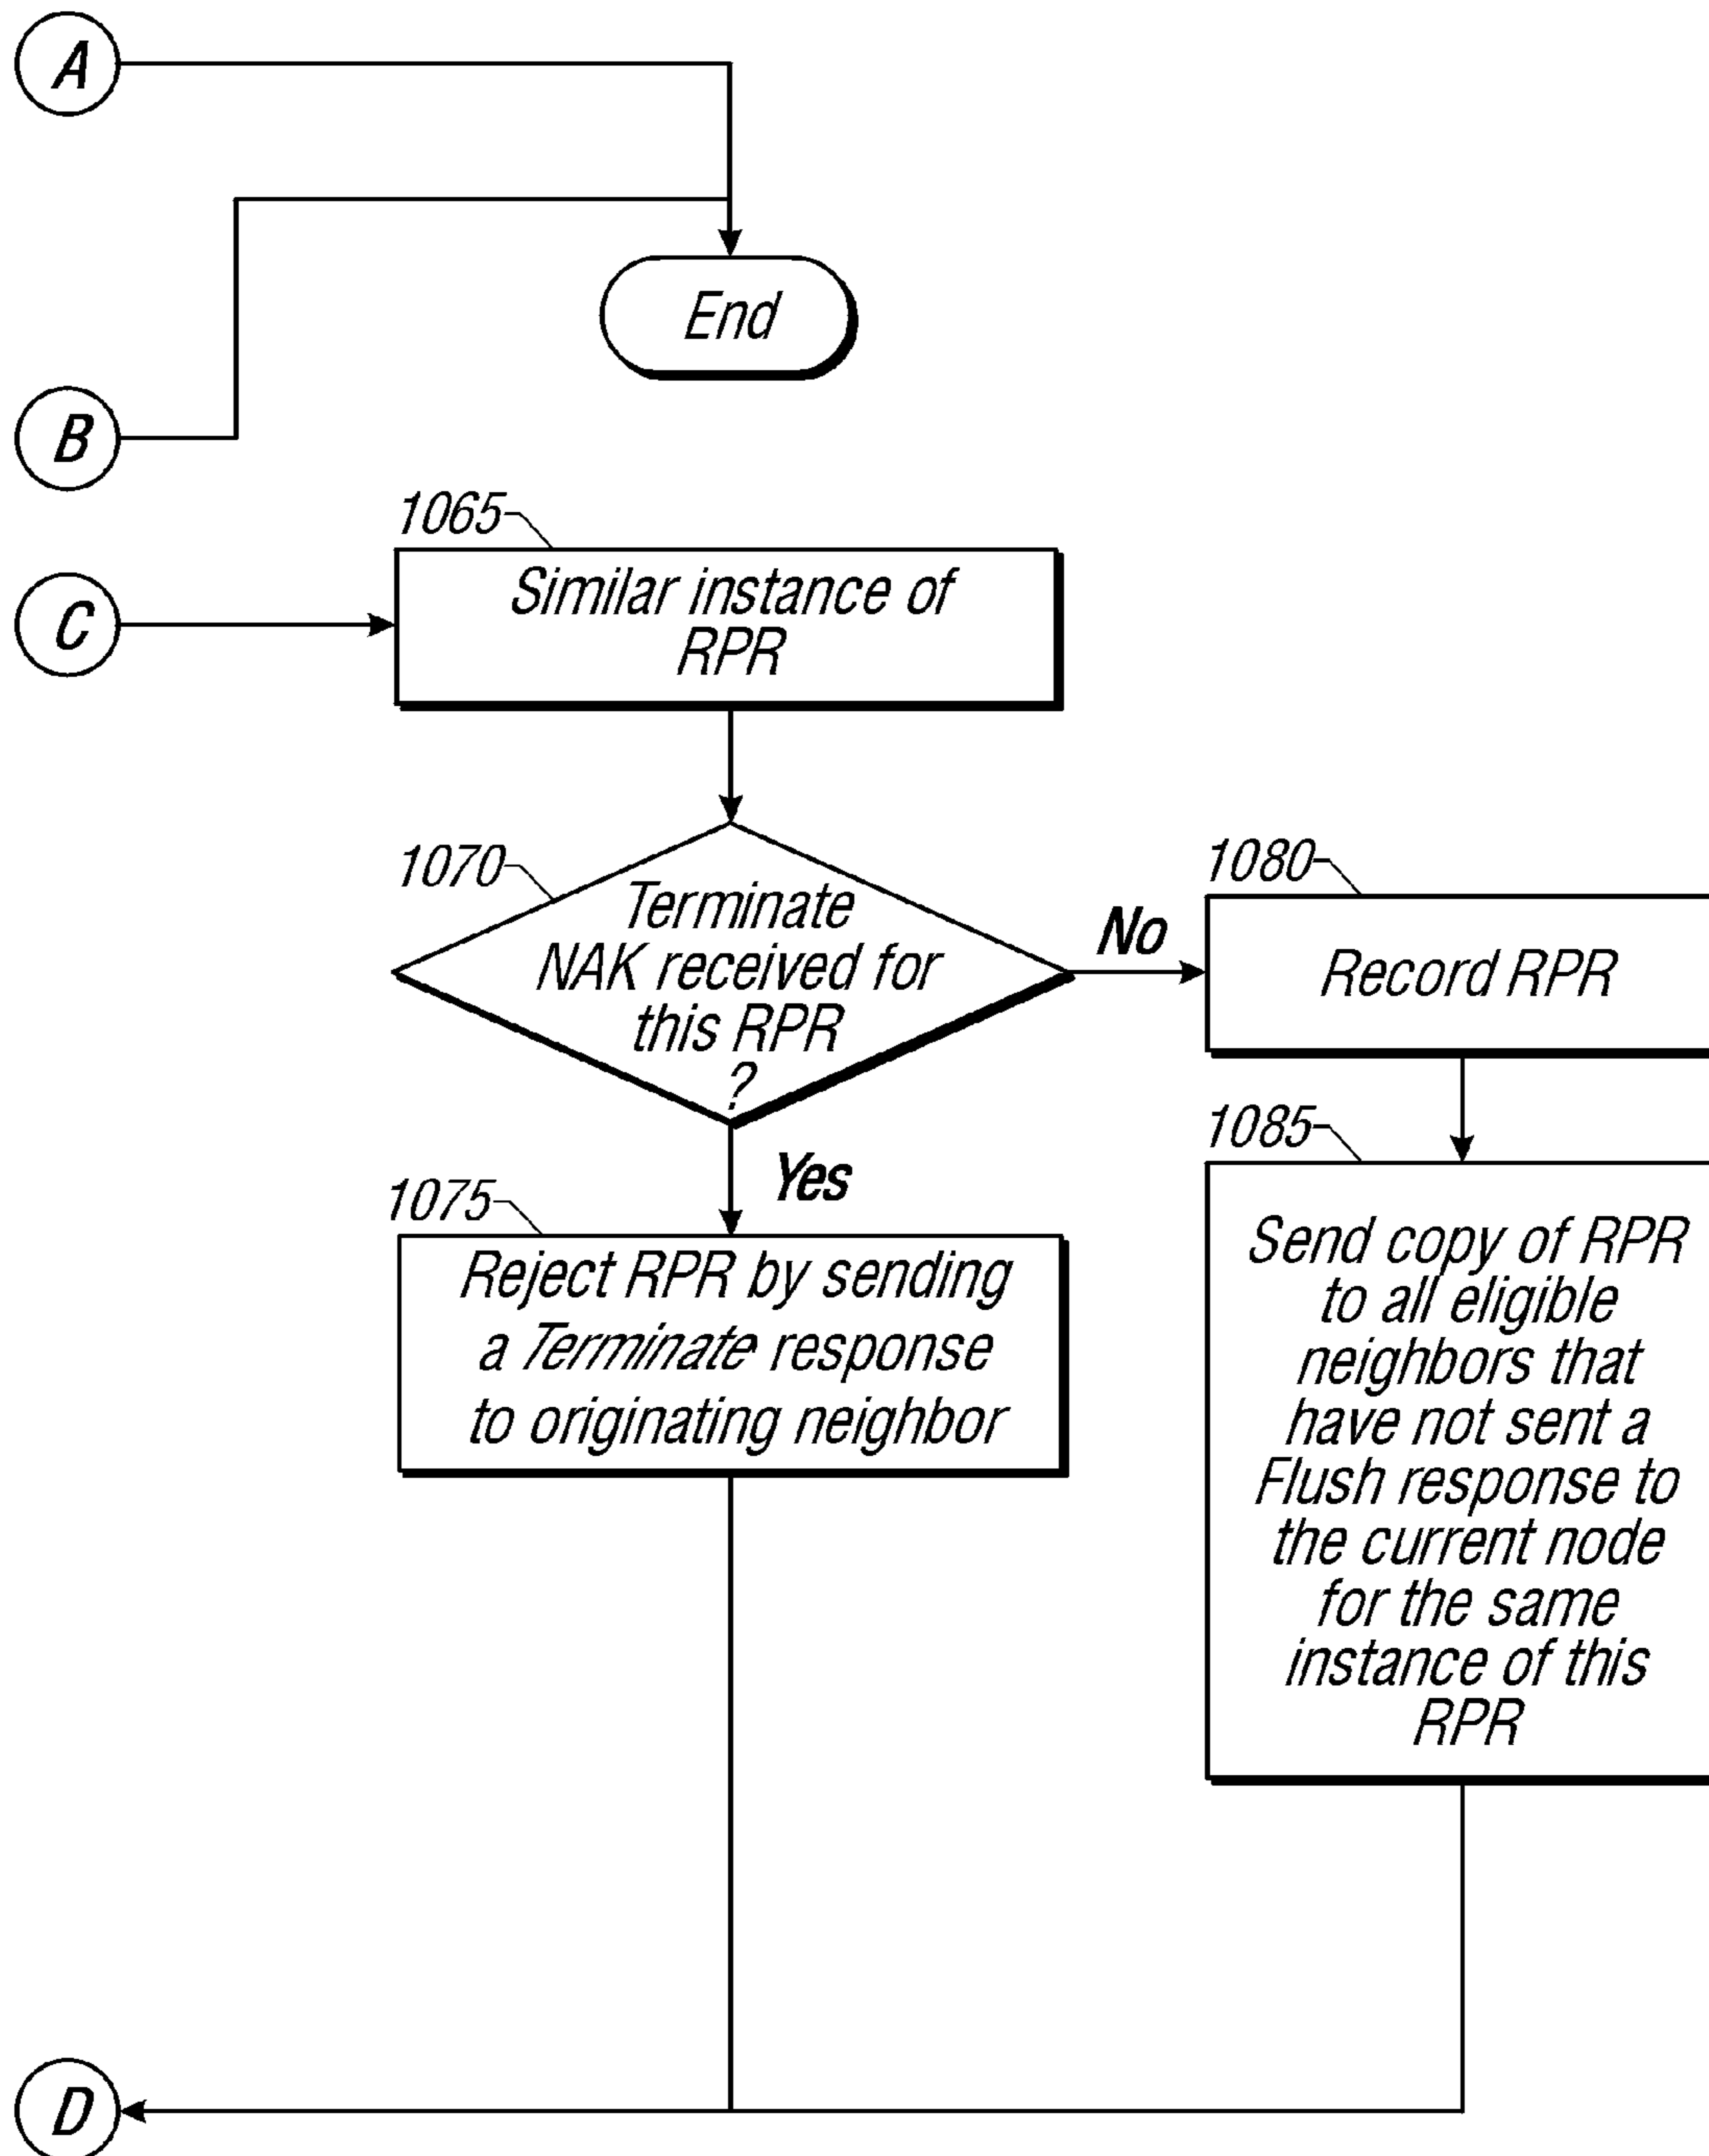 A
End
B
1065
C
Similar instance of
RPR
1070
Terminate
NAK received for
this RPR
?
No
1080
Record RPR
Yes
1075
Reject RPR by sending
a Terminate response
to originating neighbor
1085
Send copy of RPR
to all eligible
neighbors that
have not sent a
Flush response to
the current node
for the same
instance of this
RPR
D